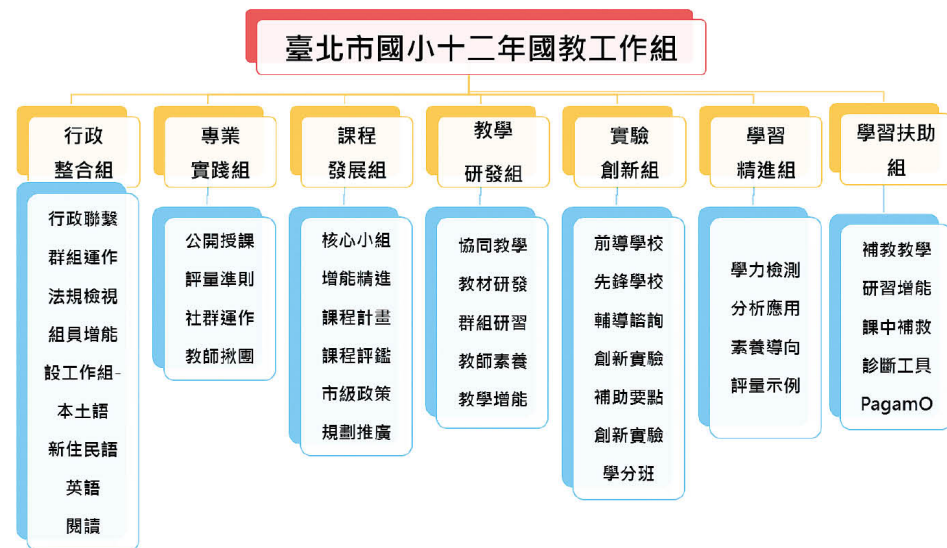 臺北市國小十二年國教工作組
行政
整合組
行政聯繫
群組運作
法規檢視
組員增能
設工作組-
本土語
新住民語
英語
閱讀
專業
實踐組
公開授課
評量準則
社群運作
教師揪團
課程
發展組
核心小組
增能精進
課程計畫
課程評鑑
市級政策
規劃推廣
教學
研發組
協同教學
教材研發
群組研習
教師素養
教學增能
實驗
創新組
前導學校
先鋒學校
輔導諮詢
創新實驗
補助要點
創新實驗
學分班
學習
精進組
學力檢測
分析應用
素養導向
評量示例
學習扶助
組
補教教學
研習增能
課中補救
診斷工具
PagamO